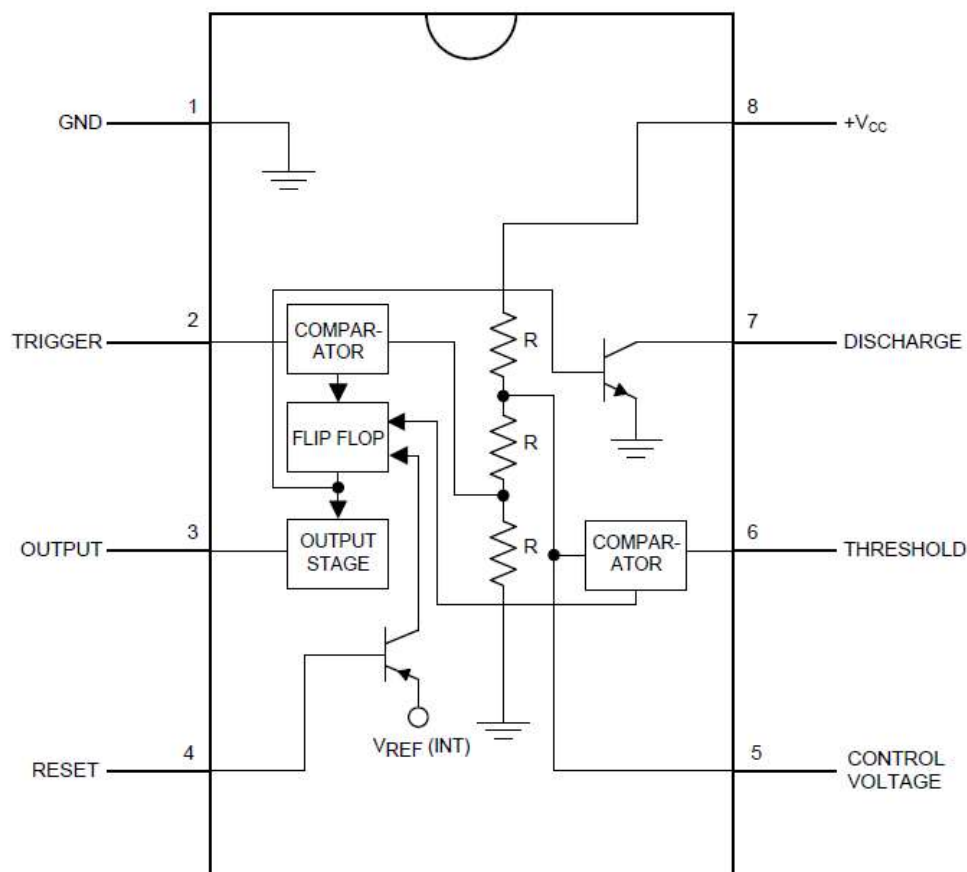 1
GND
8
+VCC
2
TRIGGER
COMPAR-
ATOR
R
7
DISCHARGE
FLIP FLOP
R
3
OUTPUT
OUTPUT
STAGE
R
COMPAR-
ATOR
6
THRESHOLD
VREF (INT)
4
RESET
5
CONTROL
VOLTAGE